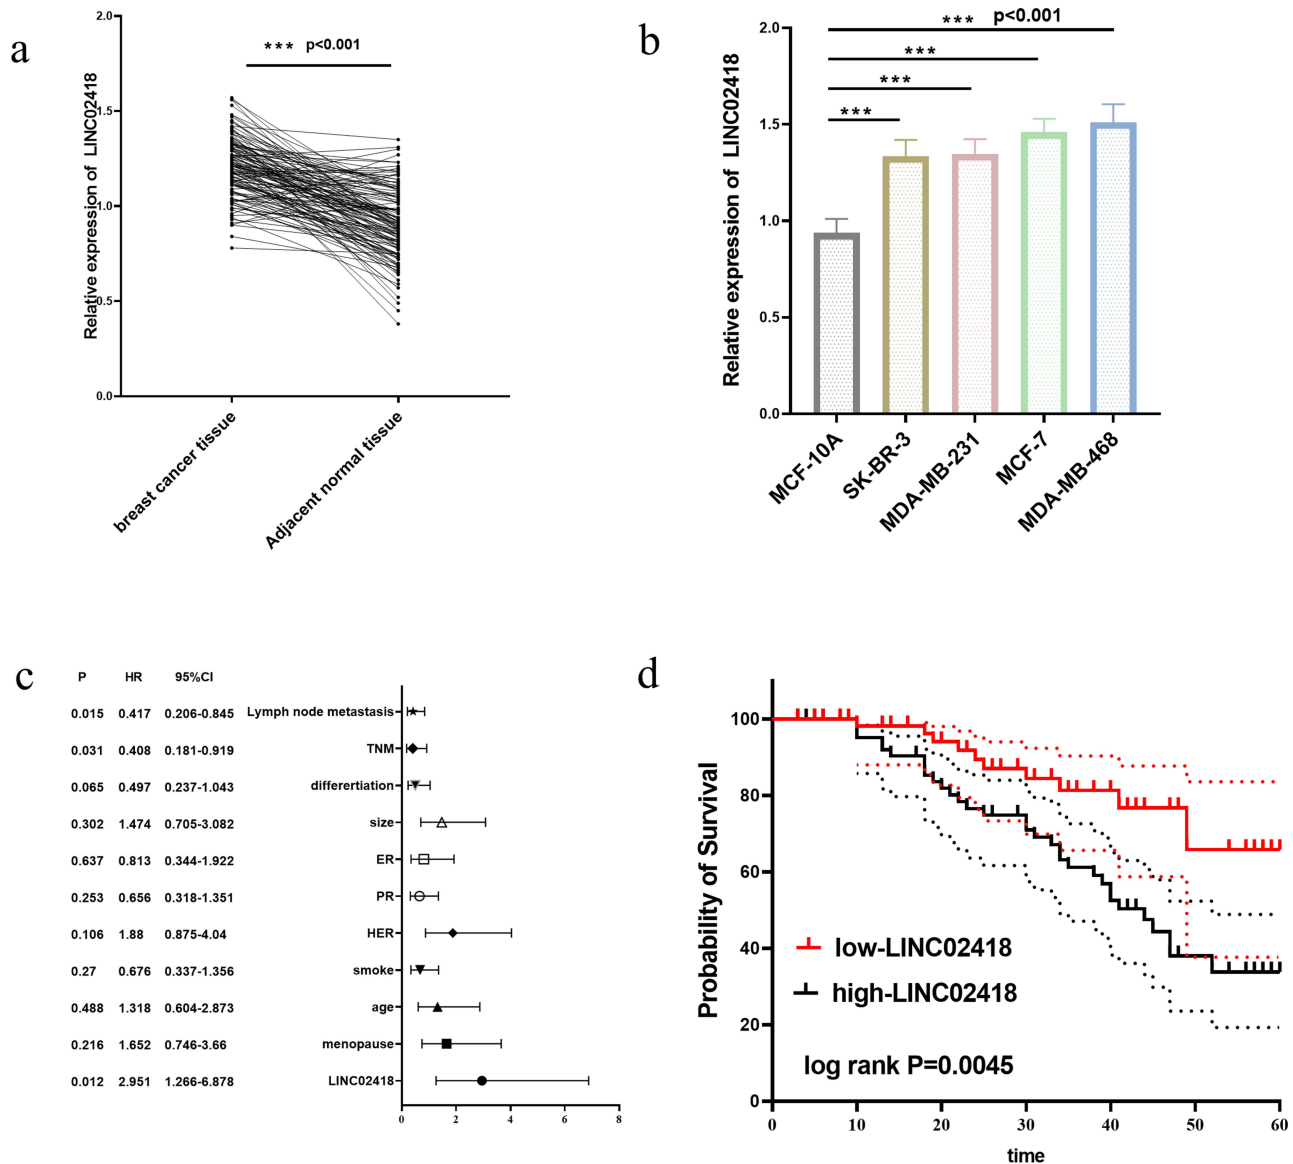 a
Relative expression of LINC02418
2.0
1.5
1.0
0.5
0.0
*** p<0.001
breast cancer tissue
Adjacent normal tissue
b
Relative expression of LINC02418
2.0
1.5
1.0
0.5
0.0
*** p<0.001
***
***
***
MCF-10A
SK-BR-3
MDA-MB-231
MCF-7
MDA-MB-468
c
P HR 95%CI
0.015 0.417 0.206-0.845 Lymph node metastasis
0.031 0.408 0.181-0.919 TNM
0.065 0.497 0.237-1.043 differertiation
0.302 1.474 0.705-3.082 size
0.637 0.813 0.344-1.922 ER
0.253 0.656 0.318-1.351 PR
0.106 1.88 0.875-4.04 HER
0.27 0.676 0.337-1.356 smoke
0.488 1.318 0.604-2.873 age
0.216 1.652 0.746-3.66 menopause
0.012 2.951 1.266-6.878 LINC02418
0 2 4 6 8
d
Probability of Survival
100
80
60
40
20
0
low-LINC02418
high-LINC02418
log rank P=0.0045
0 10 20 30 40 50 60
time